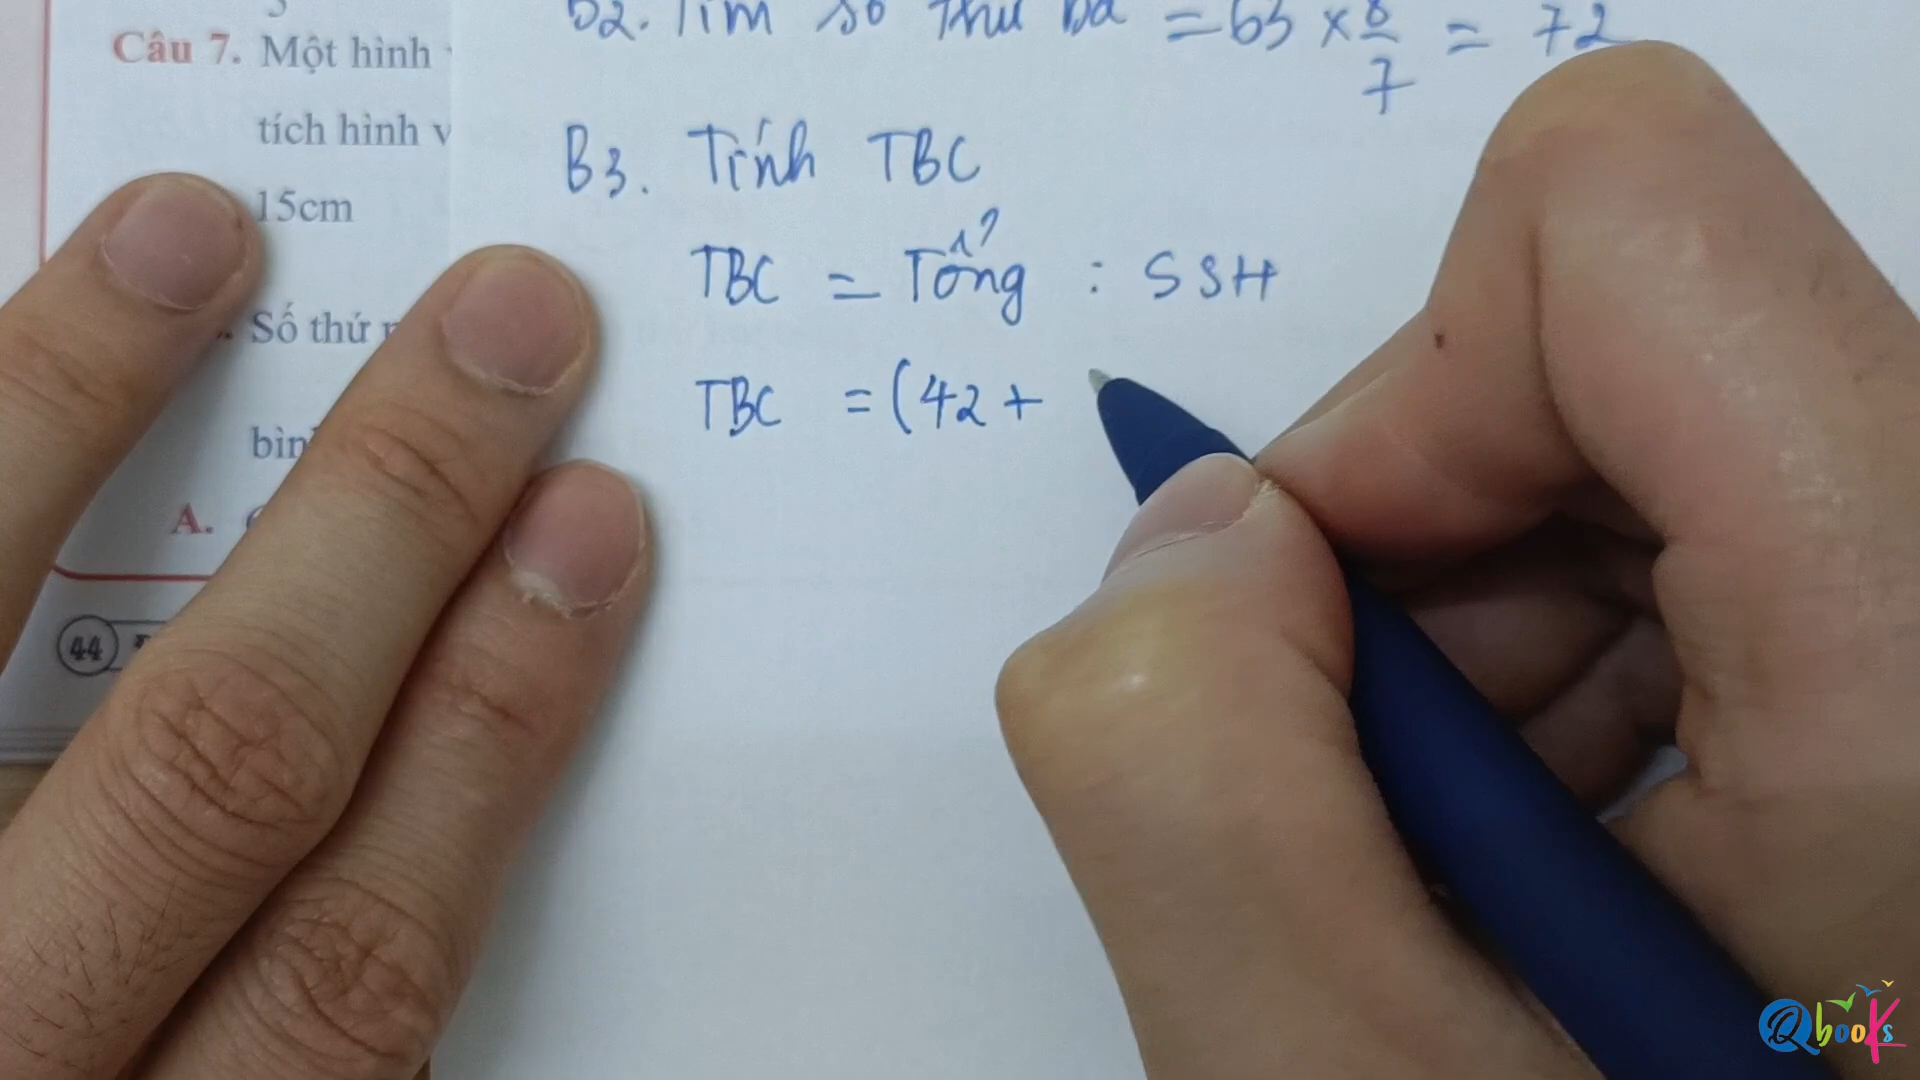 B2. Tìm số thứ ba = 63 × 8/7 = 72
Câu 7. Một hình
tích hình v
15cm
Số thứ
bìn
A.
44
B3. Tính TBC
TBC = Tổng : SSH
TBC = (42 +
Qbooks